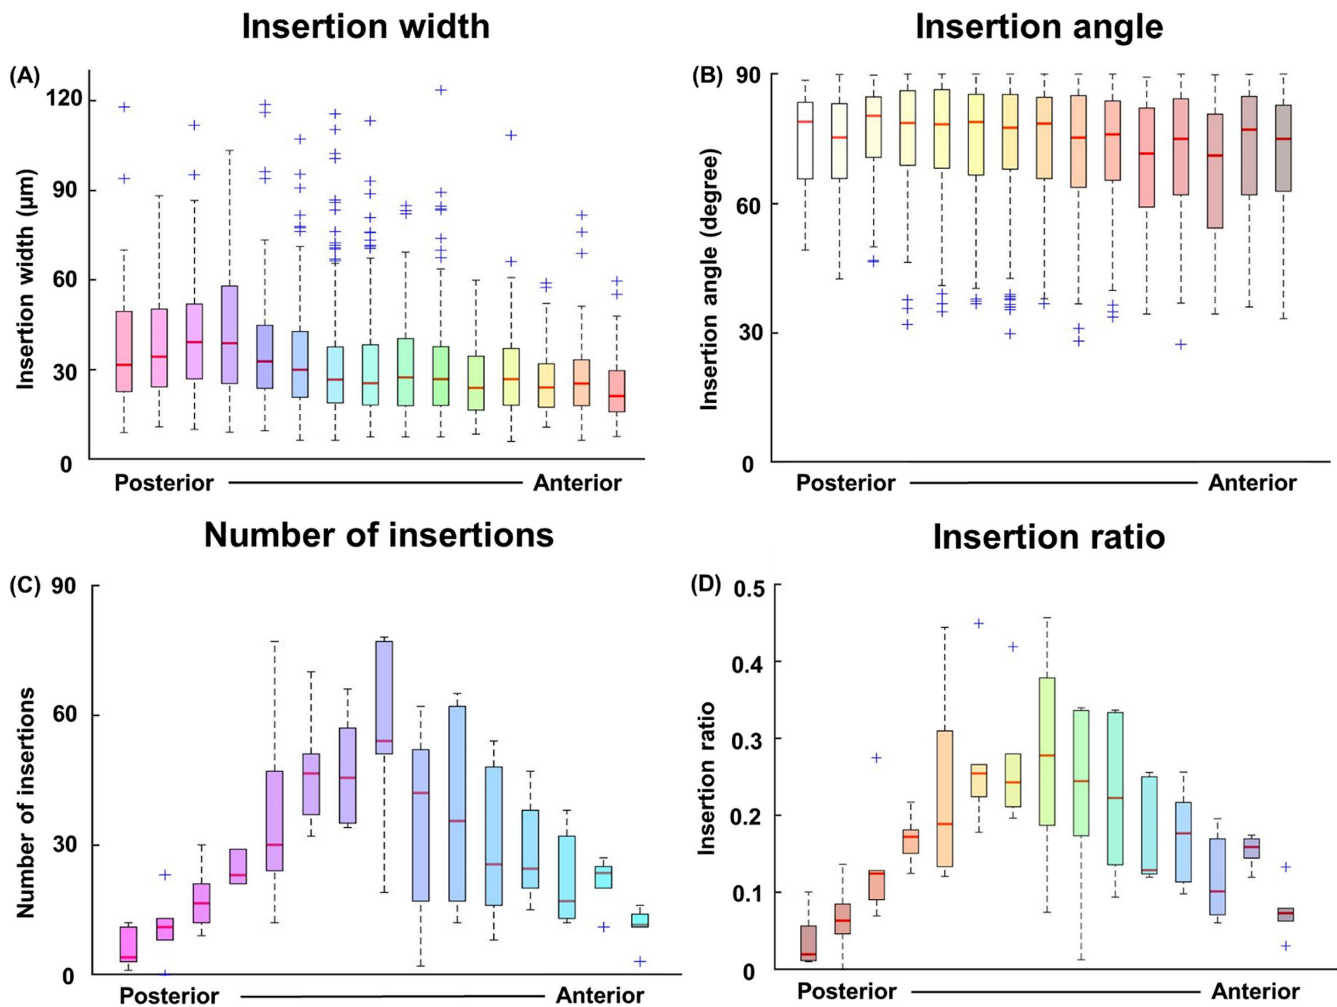 Insertion width
Insertion angle
(A)
120
90
60
30
0
Insertion width (μm)
Posterior
Anterior
(B)
90
60
30
0
Insertion angle (degree)
Posterior
Anterior
Number of insertions
Insertion ratio
(C)
90
60
30
0
Number of insertions
Posterior
Anterior
(D)
0.5
0.4
0.3
0.2
0.1
0
Insertion ratio
Posterior
Anterior